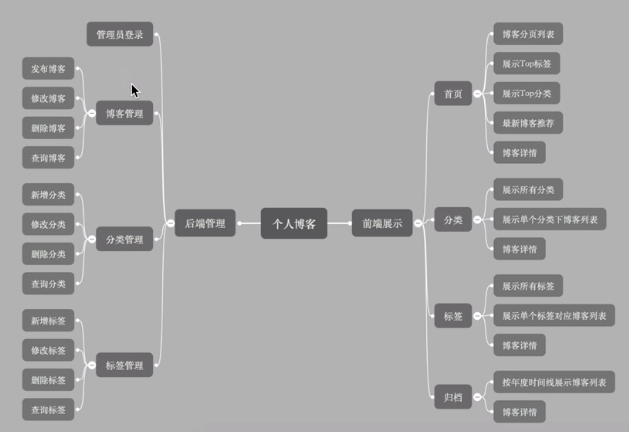 管理员登录
发布博客
修改博客
删除博客
查询博客
博客管理
新增分类
修改分类
删除分类
查询分类
分类管理
新增标签
修改标签
删除标签
查询标签
标签管理
后端管理
个人博客
前端展示
首页
博客分页列表
展示Top标签
展示Top分类
最新博客推荐
博客详情
分类
展示所有分类
展示单个分类下博客列表
博客详情
标签
展示所有标签
展示单个标签对应博客列表
博客详情
归档
按年度时间线展示博客列表
博客详情